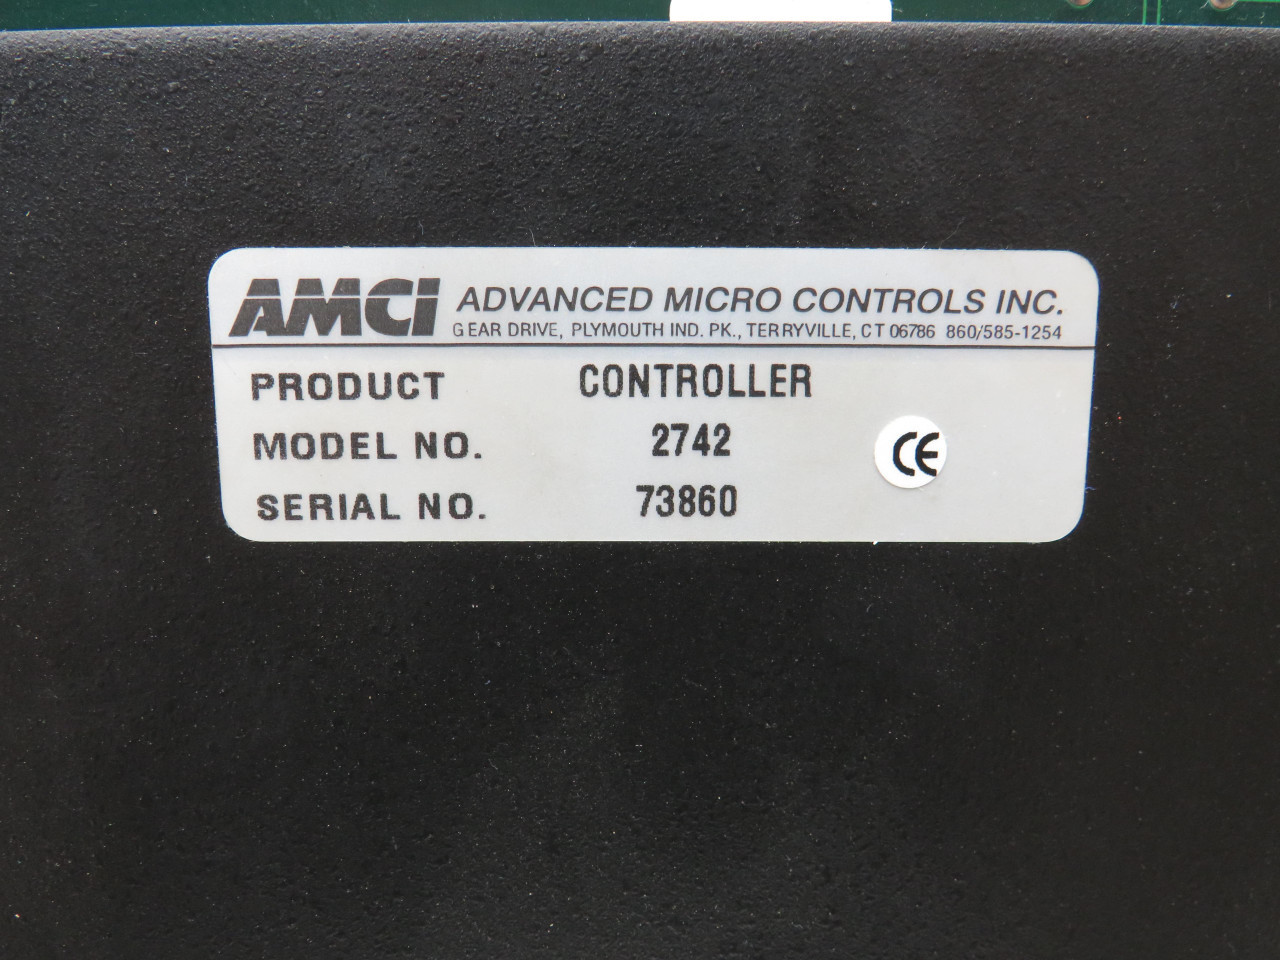 AMCI ADVANCED MICRO CONTROLS INC.
GEAR DRIVE, PLYMOUTH IND. PK., TERRYVILLE, CT 06786 860/585-1254
PRODUCT CONTROLLER
MODEL NO. 2742
CE
SERIAL NO. 73860